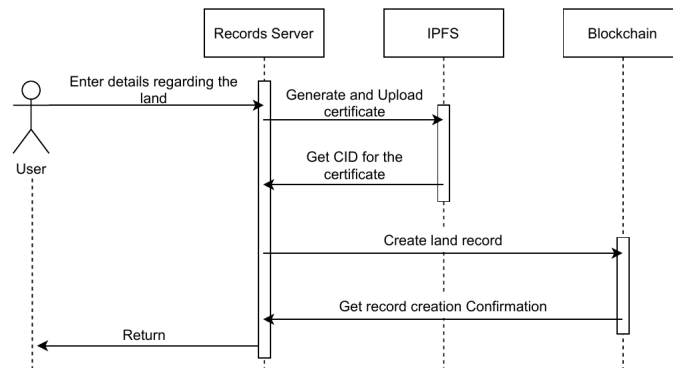 Records Server
IPFS
Blockchain
Enter details regarding the
land
Generate and Upload
certificate
Get CID for the
certificate
User
Create land record
Get record creation Confirmation
Return